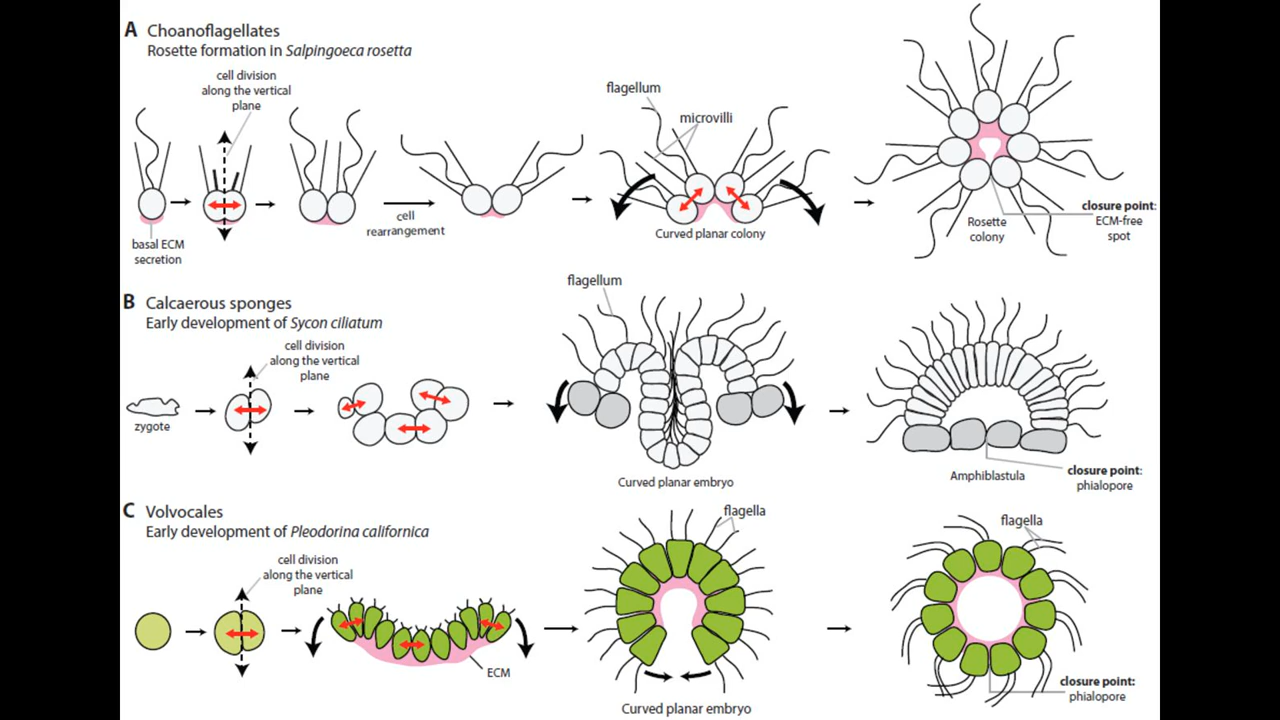 A Choanoflagellates
Rosette formation in Salpingoeca rosetta
cell division
along the vertical
plane
flagellum
microvilli
basal ECM
secretion
cell
rearrangement
Curved planar colony
Rosette
colony
closure point:
ECM-free
spot
B Calcaerous sponges
Early development of Sycon ciliatum
cell division
along the vertical
plane
flagellum
zygote
Curved planar embryo
Amphiblastula
closure point:
phialopore
C Volvocales
Early development of Pleodorina californica
cell division
along the vertical
plane
flagella
flagella
ECM
Curved planar embryo
closure point:
phialopore